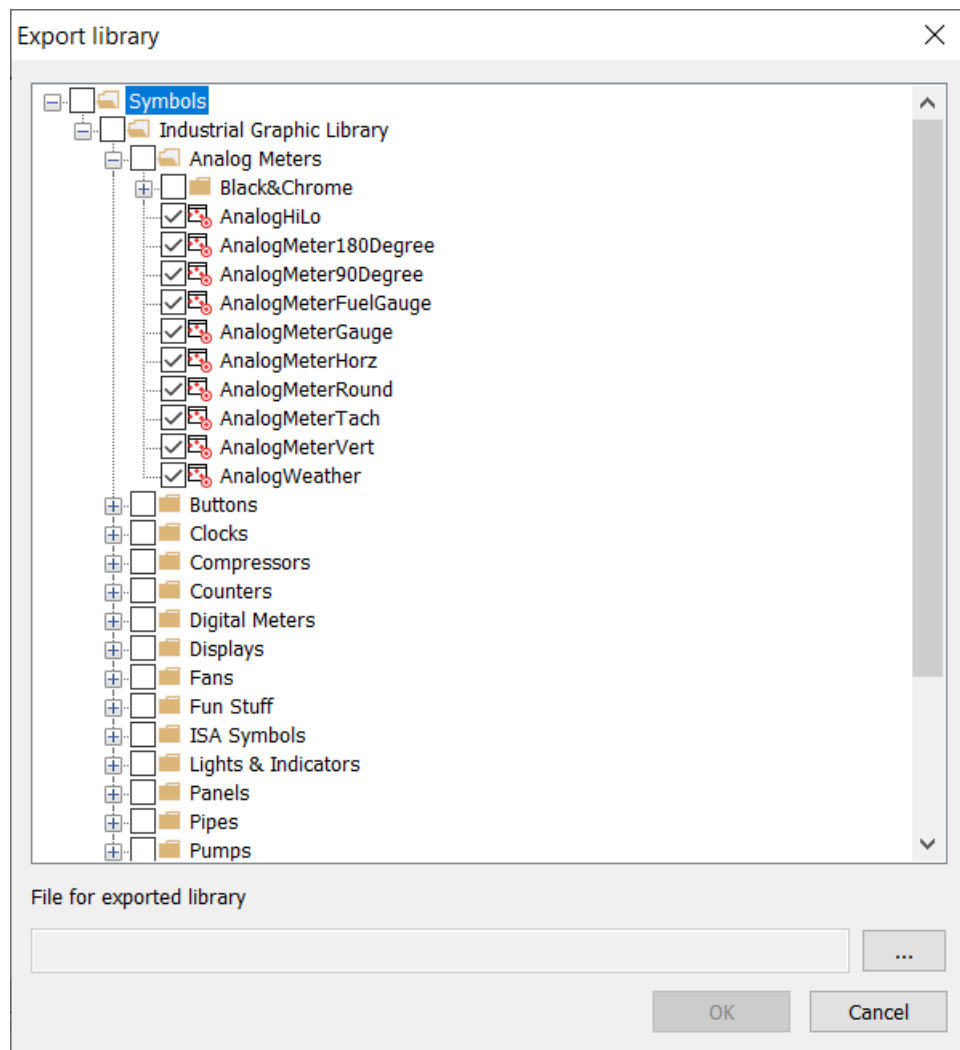 Export library
Symbols
Industrial Graphic Library
Analog Meters
Black&Chrome
AnalogHiLo
AnalogMeter180Degree
AnalogMeter90Degree
AnalogMeterFuelGauge
AnalogMeterGauge
AnalogMeterHorz
AnalogMeterRound
AnalogMeterTach
AnalogMeterVert
AnalogWeather
Buttons
Clocks
Compressors
Counters
Digital Meters
Displays
Fans
Fun Stuff
ISA Symbols
Lights & Indicators
Panels
Pipes
Pumps
File for exported library
...
OK Cancel